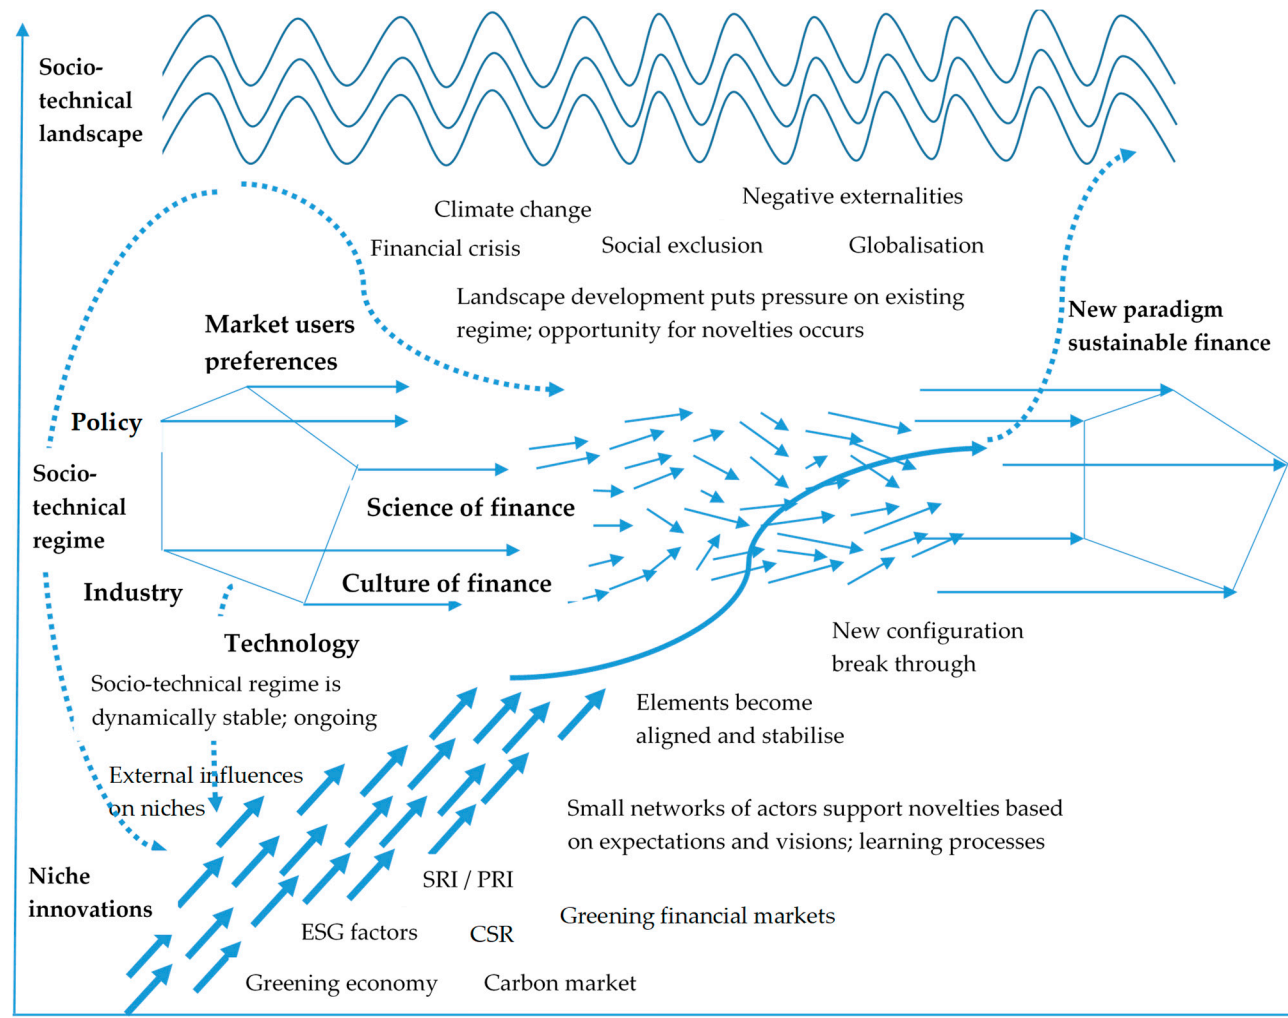 Socio-
technical
landscape
Climate change
Negative externalities
Financial crisis
Social exclusion
Globalisation
Landscape development puts pressure on existing
regime; opportunity for novelties occurs
New paradigm
sustainable finance
Market users
preferences
Policy
Socio-
technical
regime
Science of finance
Culture of finance
Industry
Technology
New configuration
break through
Socio-technical regime is
dynamically stable; ongoing
Elements become
aligned and stabilise
External influences
on niches
Small networks of actors support novelties based
on expectations and visions; learning processes
Niche
innovations
SRI / PRI
Greening financial markets
ESG factors
CSR
Greening economy
Carbon market